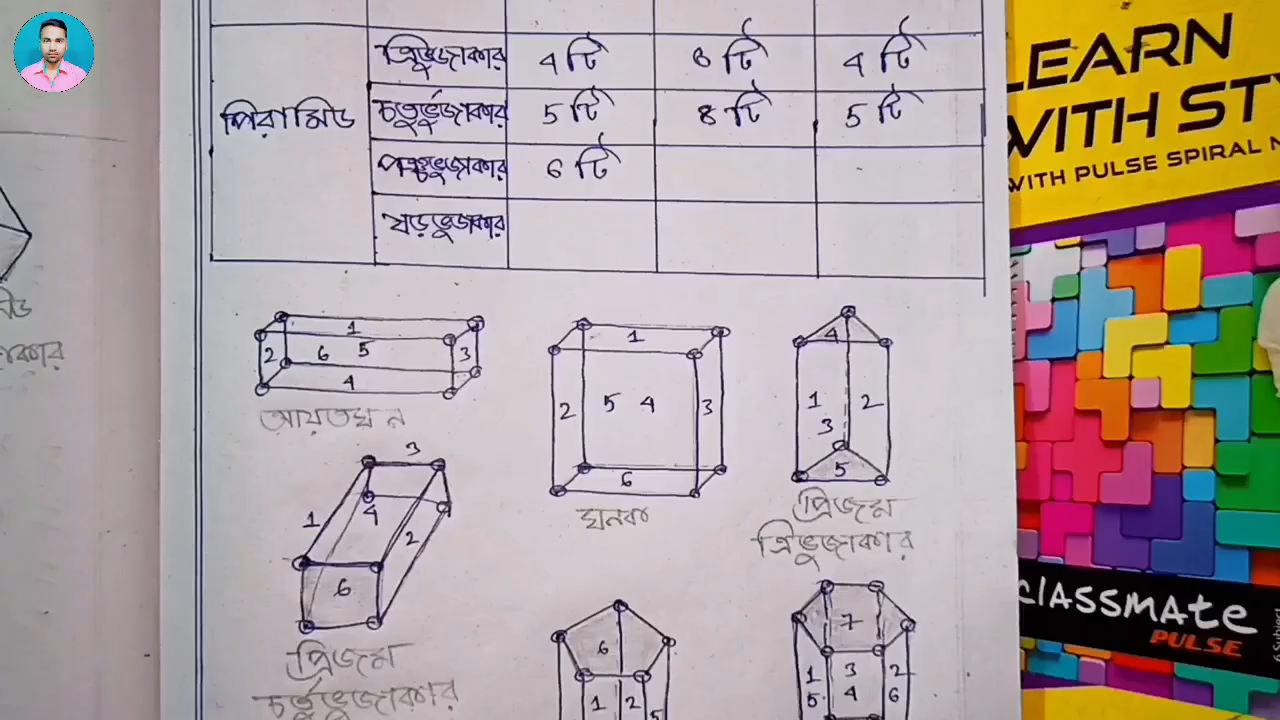 ত্রিভুজাকার 4 টি 6 টি 4 টি
পিরামিড চতুর্ভুজাকার 5 টি 8 টি 5 টি
পঞ্চভুজাকার 6 টি
ষড়ভুজাকার
LEARN
WITH ST
WITH PULSE SPIRAL
1
2 6 5 3
4
আয়তঘন
1
2 5 4 3
6
ঘনক
4
1 2
3
5
প্রিজম
ত্রিভুজাকার
3
1 4 2
6
প্রিজম
চর্তুভুজাকার
6
1 2 5
7
1 3 2
5 4 6
CLASSMATE
PULSE